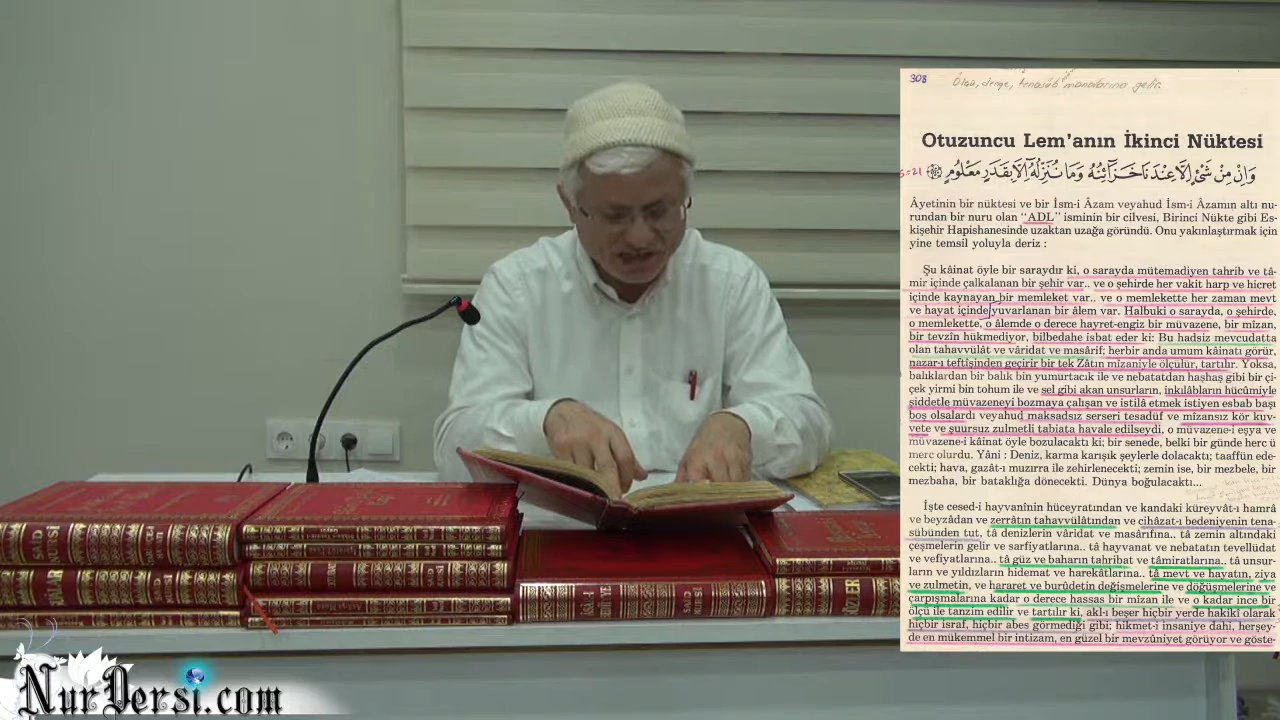 308
Ölçü, denge, tenasüb manalarına gelir.
Otuzuncu Lem'anın İkinci Nüktesi
وَاِنْ مِنْ شَىْءٍ اِلَّا عِنْدَنَا خَزَٓائِنُهُ وَمَا نُنَزِّلُهُٓ اِلَّا بِقَدَرٍ مَعْلُومٍ
Âyetinin bir nüktesi ve bir İsm-i Âzam veyahud İsm-i Âzamın altı nu-
rundan bir nuru olan "ADL" isminin bir cilvesi, Birinci Nükte gibi Es-
kişehir Hapishanesinde uzaktan uzağa göründü. Onu yakınlaştırmak için
yine temsil yoluyla deriz :
Şu kâinat öyle bir saraydır ki, o sarayda mütemadiyen tahrib ve tâ-
mir içinde çalkalanan bir şehir var.. ve o şehirde her vakit harp ve hicret
içinde kaynayan bir memleket var.. ve o memlekette her zaman mevt
ve hayat içinde yuvarlanan bir âlem var. Halbuki o sarayda, o şehirde,
o memlekette, o âlemde o derece hayret-engiz bir müvazene, bir mizan,
bir tevzîn hükmediyor, bilbedahe isbat eder ki: Bu hadsiz mevcudatta
olan tahavvülât ve vâridat ve masârif; herbir anda umum kâinatı görür,
nazar-ı teftişinden geçirir bir tek Zâtın mîzaniyle ölçülür, tartılır. Yoksa,
balıklardan bir balık bin yumurtacık ile ve nebatatdan haşhaş gibi bir çi-
çek yirmi bin tohum ile ve sel gibi akan unsurların, inkılâbların hücûmiyle
şiddetle müvazeneyi bozmaya çalışan ve istilâ etmek istiyen esbab başı
boş olsalardı veyahud maksadsız serseri tesadüf ve mîzansız kör kuv-
vete ve şuursuz zulmetli tabiata havale edilseydi, o müvazene-i eşya ve
müvazene-i kâinat öyle bozulacaktı ki; bir senede, belki bir günde herc ü
merc olurdu. Yâni : Deniz, karma karışık şeylerle dolacaktı; taaffün ede-
cekti; hava, gazât-ı muzırra ile zehirlenecekti; zemin ise, bir mezbele, bir
mezbaha, bir bataklığa dönecekti. Dünya boğulacaktı...
İşte cesed-i hayvanînin hüceyratından ve kandaki küreyvât-ı hamrâ
ve beyzâdan ve zerrâtın tahavvülâtından ve cihâzat-ı bedeniyenin tena-
sübünden tut, tâ denizlerin vâridat ve masârifına.. tâ zemin altındaki
çeşmelerin gelir ve sarfiyatlarına.. tâ hayvanat ve nebatatın tevellüdat
ve vefiyatlarına.. tâ güz ve baharın tahribat ve tâmiratlarına.. tâ unsur-
ların ve yıldızların hidemat ve harekâtlarına.. tâ mevt ve hayatın, ziya
ve zulmetin, ve hararet ve burûdetin değişmelerine ve döğüşmelerine ve
çarpışmalarına kadar o derece hassas bir mîzan ile ve o kadar ince bir
ölçü ile tanzim edilir ve tartılır ki, akl-ı beşer hiçbir yerde hakikî olarak
hiçbir israf, hiçbir abes görmediği gibi; hikmet-i insaniye dahi, herşey-
de en mükemmel bir intizam, en güzel bir mevzûniyet görüyor ve göste-
SAID
NURSİ
SÖZLER
NurDersi.com